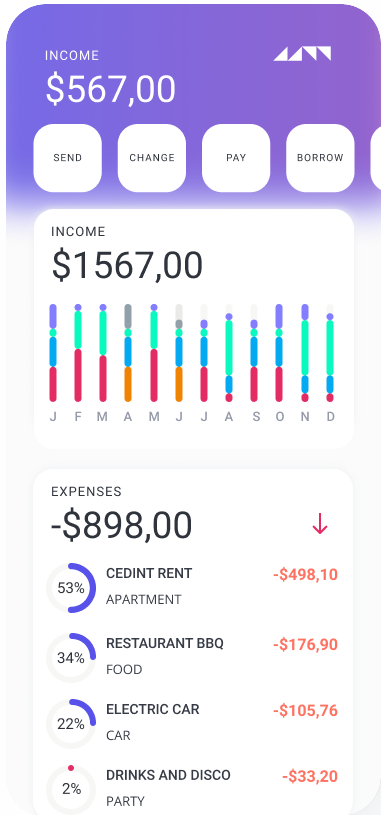 INCOME
$567,00
SEND
CHANGE
PAY
BORROW
INCOME
$1567,00
J F M A M J J A S O N D
EXPENSES
-$898,00
53%
CEDINT RENT
-$498,10
APARTMENT
34%
RESTAURANT BBQ
-$176,90
FOOD
22%
ELECTRIC CAR
-$105,76
CAR
2%
DRINKS AND DISCO
-$33,20
PARTY